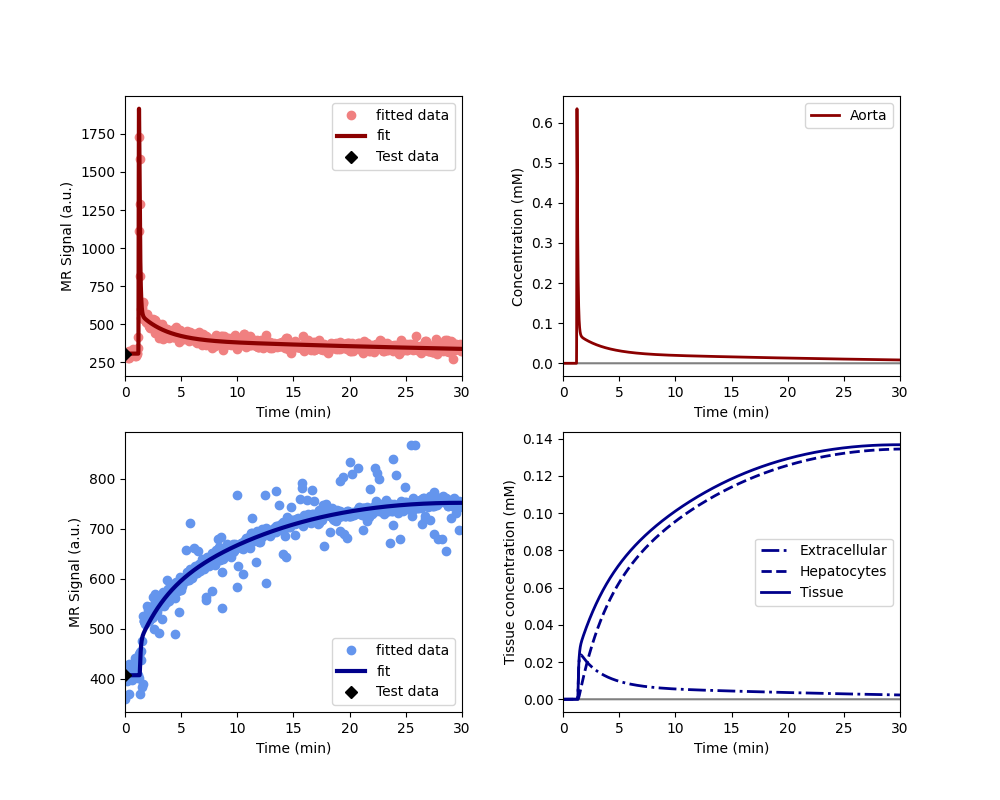 MR Signal (a.u.)
1750
1500
1250
1000
750
500
250
0 5 10 15 20 25 30
Time (min)
fitted data
fit
Test data
Concentration (mM)
0.6
0.5
0.4
0.3
0.2
0.1
0.0
0 5 10 15 20 25 30
Time (min)
Aorta
MR Signal (a.u.)
800
700
600
500
400
0 5 10 15 20 25 30
Time (min)
fitted data
fit
Test data
Tissue concentration (mM)
0.14
0.12
0.10
0.08
0.06
0.04
0.02
0.00
0 5 10 15 20 25 30
Time (min)
Extracellular
Hepatocytes
Tissue